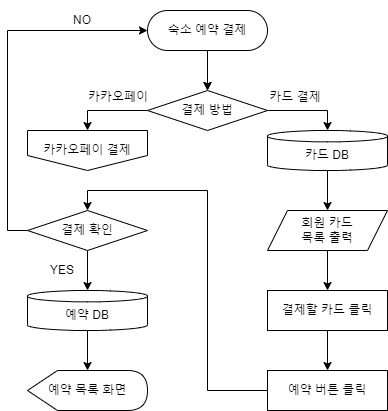 NO
숙소 예약 결제
카카오페이
결제 방법
카드 결제
카카오페이 결제
카드 DB
결제 확인
회원 카드
목록 출력
YES
예약 DB
결제할 카드 클릭
예약 목록 화면
예약 버튼 클릭